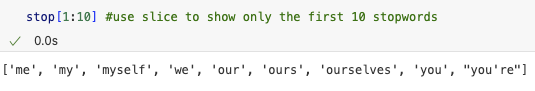 stop[1:10] #use slice to show only the first 10 stopwords
✓ 0.0s
['me', 'my', 'myself', 'we', 'our', 'ours', 'ourselves', 'you', "you're"]